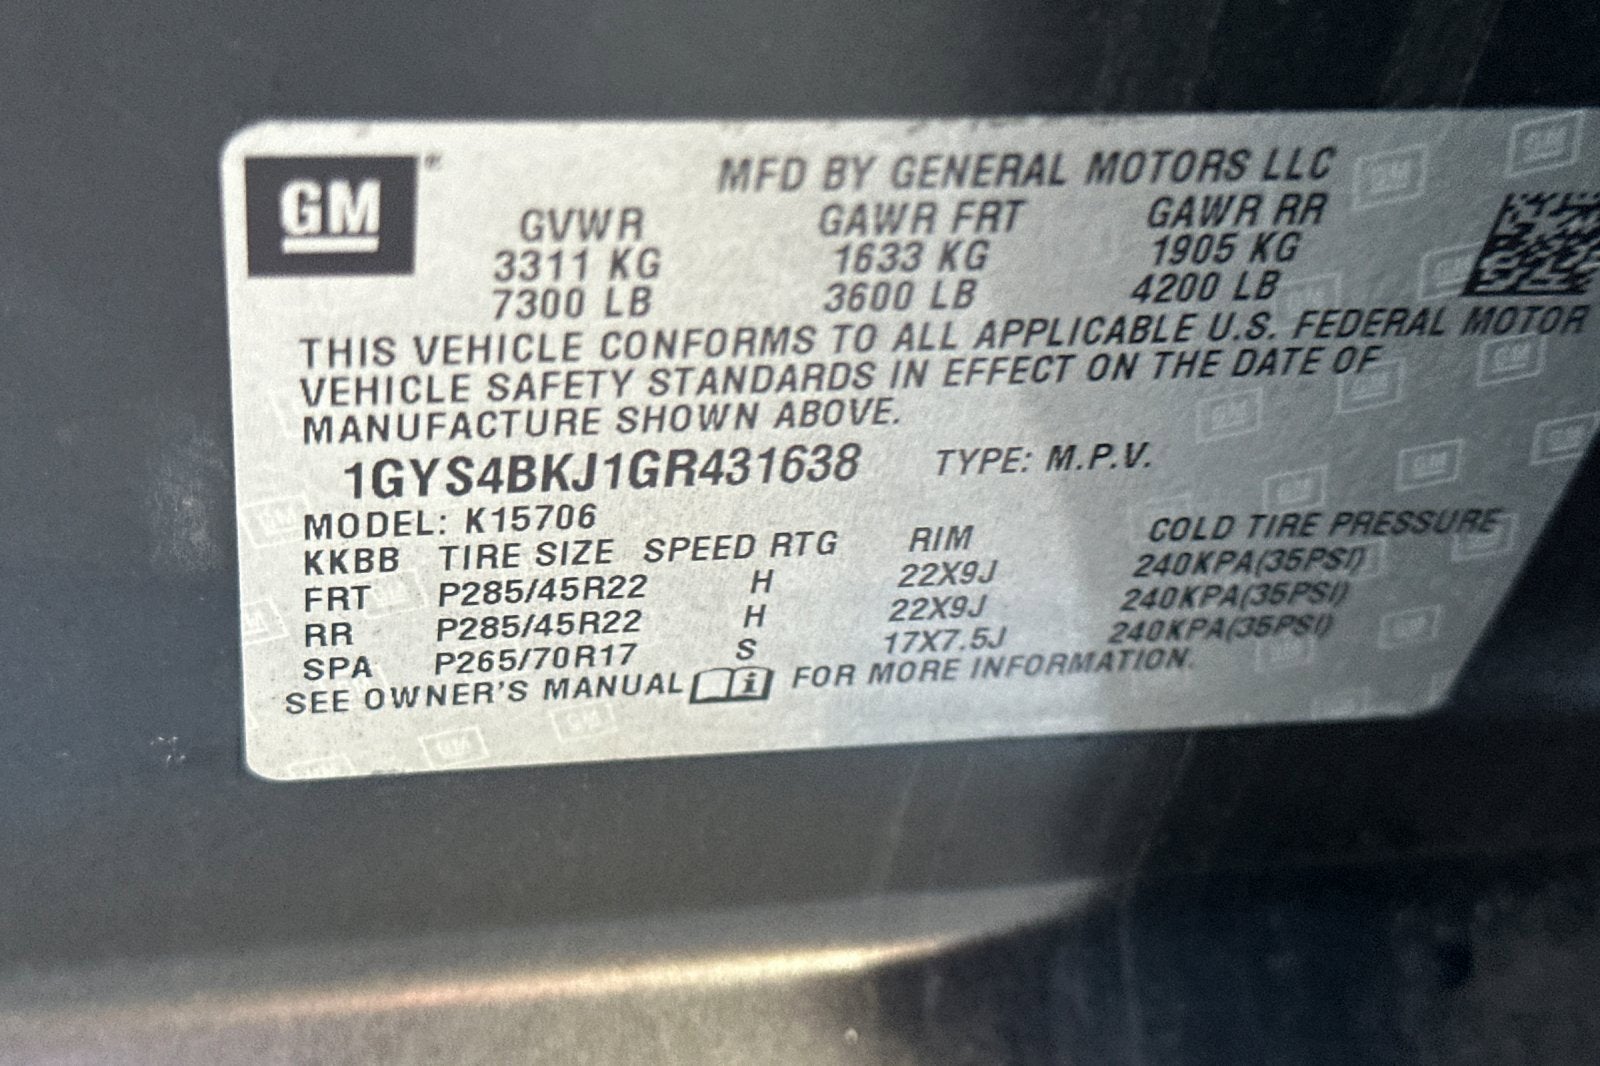 GM
MFD BY GENERAL MOTORS LLC
GVWR GAWR FRT GAWR RR
3311 KG 1633 KG 1905 KG
7300 LB 3600 LB 4200 LB
THIS VEHICLE CONFORMS TO ALL APPLICABLE U.S. FEDERAL MOTOR
VEHICLE SAFETY STANDARDS IN EFFECT ON THE DATE OF
MANUFACTURE SHOWN ABOVE.
1GYS4BKJ1GR431638 TYPE: M.P.V.
MODEL: K15706
KKBB TIRE SIZE SPEED RTG RIM COLD TIRE PRESSURE
FRT P285/45R22 H 22X9J 240KPA(35PSI)
RR P285/45R22 H 22X9J 240KPA(35PSI)
SPA P265/70R17 S 17X7.5J 240KPA(35PSI)
SEE OWNER'S MANUAL i FOR MORE INFORMATION.